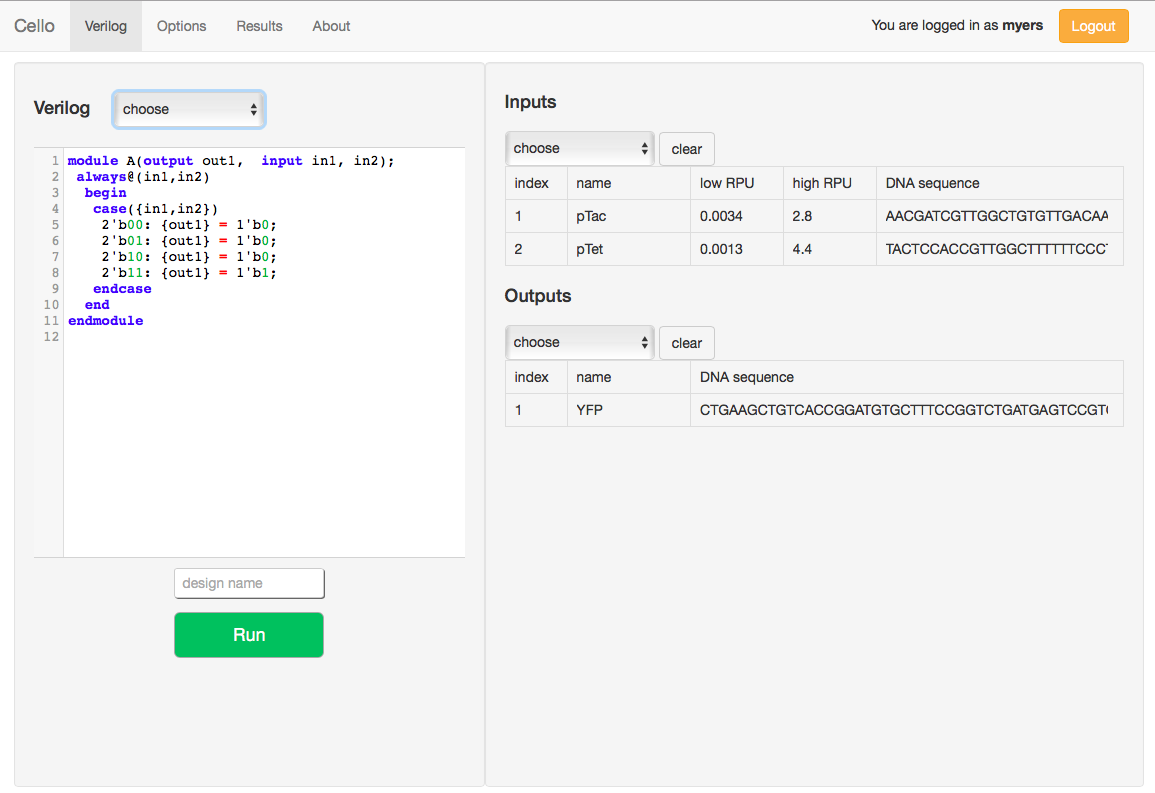 Cello Verilog Options Results About You are logged in as myers Logout
Verilog choose
1 module A(output out1,  input in1, in2);
2  always@(in1,in2)
3   begin
4    case({in1,in2})
5     2'b00: {out1} = 1'b0;
6     2'b01: {out1} = 1'b0;
7     2'b10: {out1} = 1'b0;
8     2'b11: {out1} = 1'b1;
9    endcase
10   end
11 endmodule
12
design name
Run
Inputs
choose clear
index name low RPU high RPU DNA sequence
1 pTac 0.0034 2.8 AACGATCGTTGGCTGTGTTGACAA
2 pTet 0.0013 4.4 TACTCCACCGTTGGCTTTTTTCCCT
Outputs
choose clear
index name DNA sequence
1 YFP CTGAAGCTGTCACCGGATGTGCTTTCCGGTCTGATGAGTCCGTG